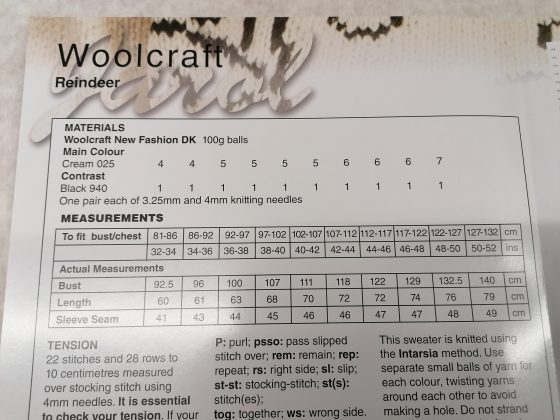 Woolcraft
Jarol
Reindeer
MATERIALS
Woolcraft New Fashion DK 100g balls
Main Colour
Cream 025 4 4 5 5 5 5 6 6 6 7
Contrast
Black 940 1 1 1 1 1 1 1 1 1 1
One pair each of 3.25mm and 4mm knitting needles
MEASUREMENTS
To fit bust/chest 81-86 86-92 92-97 97-102 102-107 107-112 112-117 117-122 122-127 127-132 cm
32-34 34-36 36-38 38-40 40-42 42-44 44-46 46-48 48-50 50-52 ins
Actual Measurements
Bust 92.5 96 100 107 111 118 122 129 132.5 140 cm
Length 60 61 63 68 70 72 72 74 76 79 cm
Sleeve Seam 41 43 44 45 46 46 47 47 48 49 cm
TENSION
22 stitches and 28 rows to
10 centimetres measured
over stocking stitch using
4mm needles. It is essential
to check your tension. If your
P: purl; psso: pass slipped
stitch over; rem: remain; rep:
repeat; rs: right side; sl: slip;
st-st: stocking-stitch; st(s):
stitch(es);
tog: together; ws: wrong side.
This sweater is knitted using
the Intarsia method. Use
separate small balls of yarn for
each colour, twisting yarns
around each other to avoid
making a hole. Do not strand